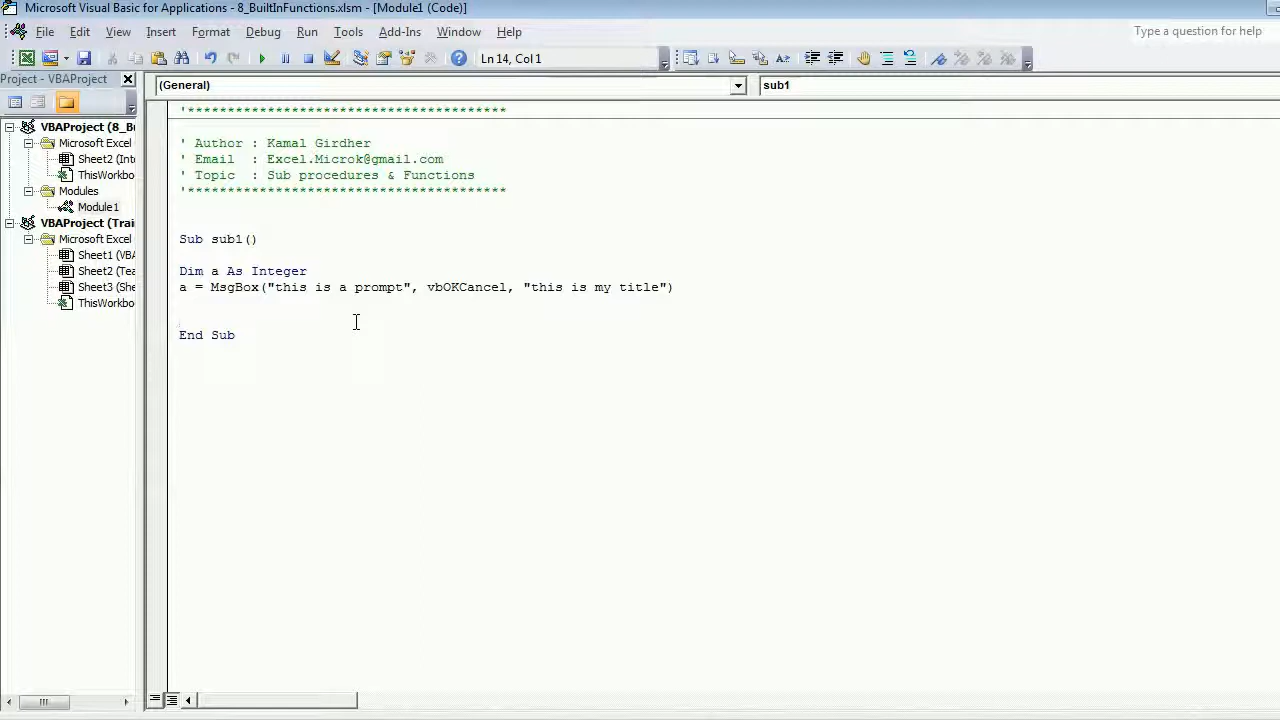 Microsoft Visual Basic for Applications - 8_BuiltInFunctions.xlsm - [Module1 (Code)]
File Edit View Insert Format Debug Run Tools Add-Ins Window Help
Type a question for help
Ln 14, Col 1
Project - VBAProject
(General)
sub1
VBAProject (8_Bu
Microsoft Excel
Sheet2 (Int
ThisWorkbo
Modules
Module1
VBAProject (Trai
Microsoft Excel
Sheet1 (VBA
Sheet2 (Tea
Sheet3 (She
ThisWorkbo
'****************************************
' Author : Kamal Girdher
' Email  : Excel.Microk@gmail.com
' Topic  : Sub procedures & Functions
'****************************************
Sub sub1()
Dim a As Integer
a = MsgBox("this is a prompt", vbOKCancel, "this is my title")
End Sub